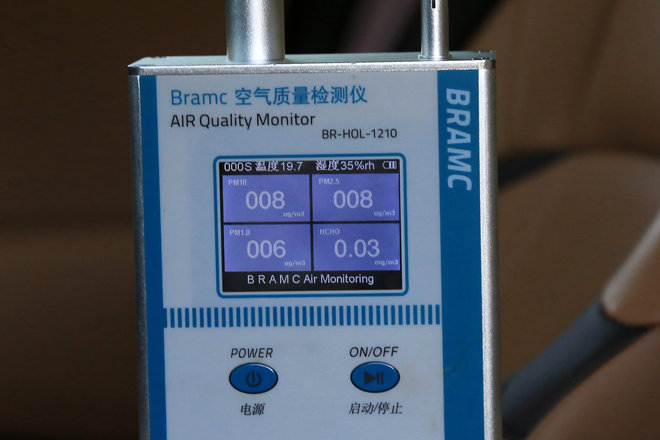 Bramc 空气质量检测仪
AIR Quality Monitor
BR-HOL-1210
BRAMC
000S 温度19.7 湿度35%rh
PM10
008
ug/m3
PM2.5
008
ug/m3
PM1.0
006
ug/m3
HCHO
0.03
mg/m3
B R A M C Air Monitoring
POWER
电源
ON/OFF
启动/停止